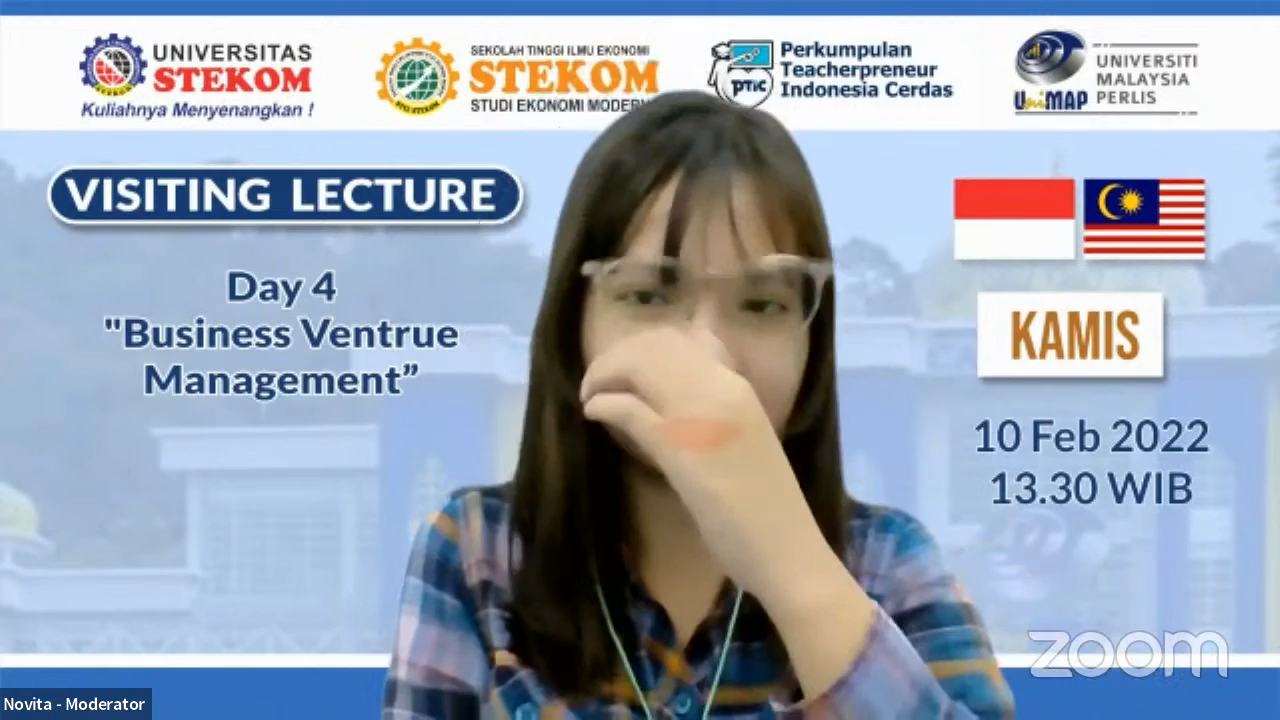 UNIVERSITAS
STEKOM
Kuliahnya Menyenangkan !
SEKOLAH TINGGI ILMU EKONOMI
STEKOM
STUDI EKONOMI MODERN
PTIC
Perkumpulan
Teacherpreneur
Indonesia Cerdas
UniMAP
UNIVERSITI
MALAYSIA
PERLIS
VISITING LECTURE
Day 4
"Business Ventrue
Management”
KAMIS
10 Feb 2022
13.30 WIB
zoom
Novita - Moderator